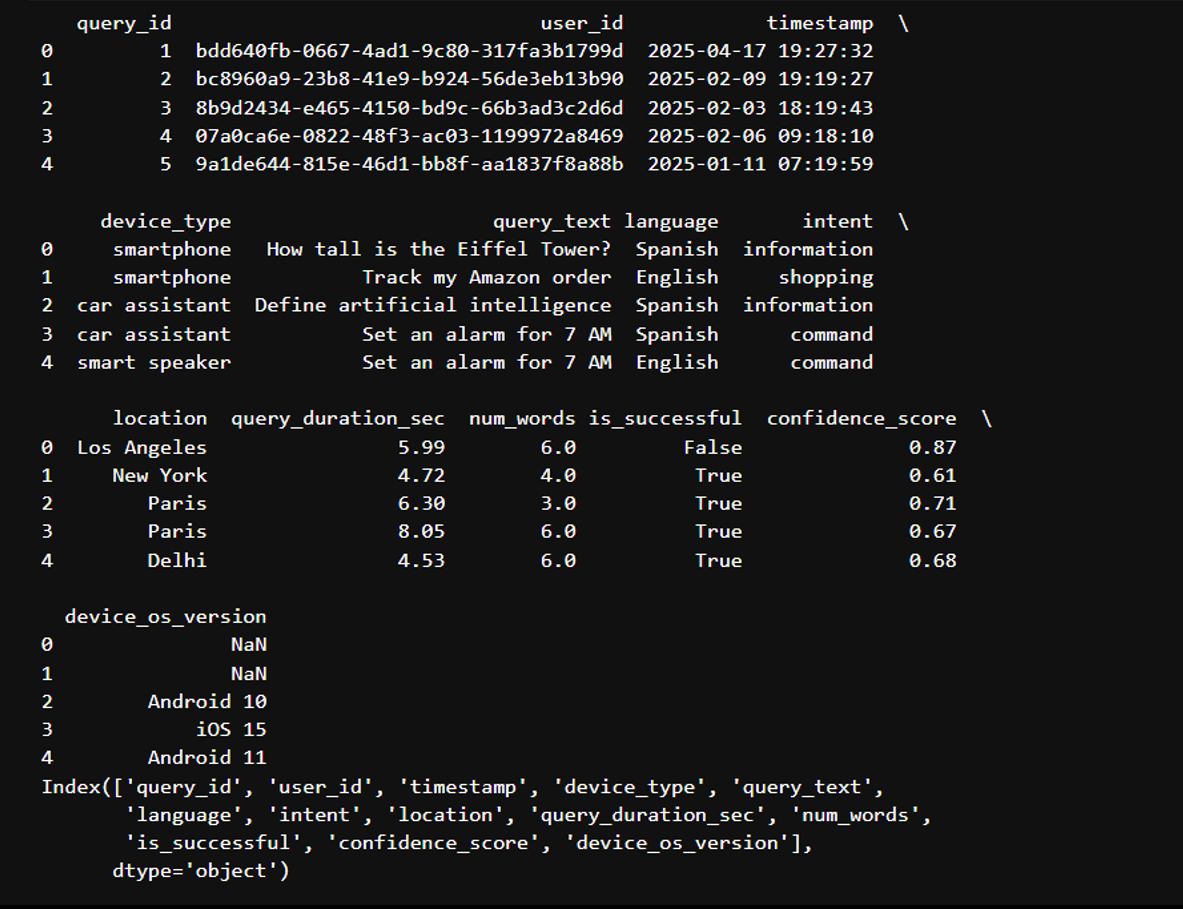 query_id user_id timestamp \
0 1 bdd640fb-0667-4ad1-9c80-317fa3b1799d 2025-04-17 19:27:32
1 2 bc8960a9-23b8-41e9-b924-56de3eb13b90 2025-02-09 19:19:27
2 3 8b9d2434-e465-4150-bd9c-66b3ad3c2d6d 2025-02-03 18:19:43
3 4 07a0ca6e-0822-48f3-ac03-1199972a8469 2025-02-06 09:18:10
4 5 9a1de644-815e-46d1-bb8f-aa1837f8a88b 2025-01-11 07:19:59
device_type query_text language intent \
0 smartphone How tall is the Eiffel Tower? Spanish information
1 smartphone Track my Amazon order English shopping
2 car assistant Define artificial intelligence Spanish information
3 car assistant Set an alarm for 7 AM Spanish command
4 smart speaker Set an alarm for 7 AM English command
location query_duration_sec num_words is_successful confidence_score \
0 Los Angeles 5.99 6.0 False 0.87
1 New York 4.72 4.0 True 0.61
2 Paris 6.30 3.0 True 0.71
3 Paris 8.05 6.0 True 0.67
4 Delhi 4.53 6.0 True 0.68
device_os_version
0 NaN
1 NaN
2 Android 10
3 iOS 15
4 Android 11
Index(['query_id', 'user_id', 'timestamp', 'device_type', 'query_text',
'language', 'intent', 'location', 'query_duration_sec', 'num_words',
'is_successful', 'confidence_score', 'device_os_version'],
dtype='object')